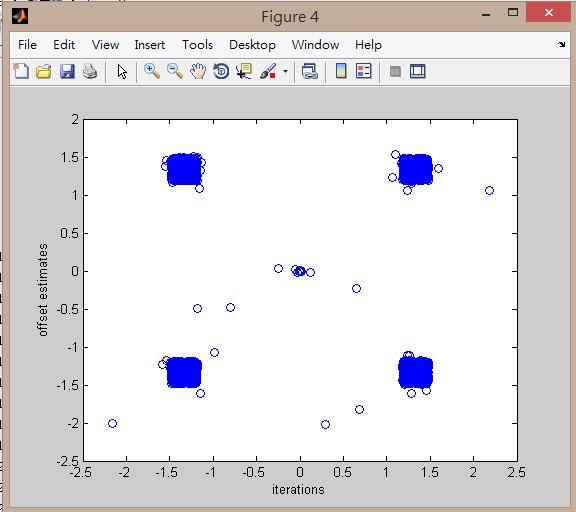 Figure 4
File Edit View Insert Tools Desktop Window Help
2
1.5
1
0.5
0
-0.5
-1
-1.5
-2
-2.5
offset estimates
-2.5 -2 -1.5 -1 -0.5 0 0.5 1 1.5 2 2.5
iterations